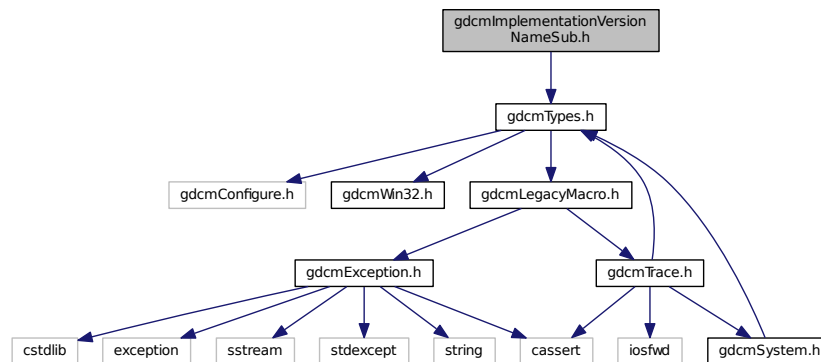 gdcmImplementationVersion
NameSub.h
gdcmTypes.h
gdcmConfigure.h
gdcmWin32.h
gdcmLegacyMacro.h
gdcmException.h
gdcmTrace.h
cstdlib
exception
sstream
stdexcept
string
cassert
iosfwd
gdcmSystem.h